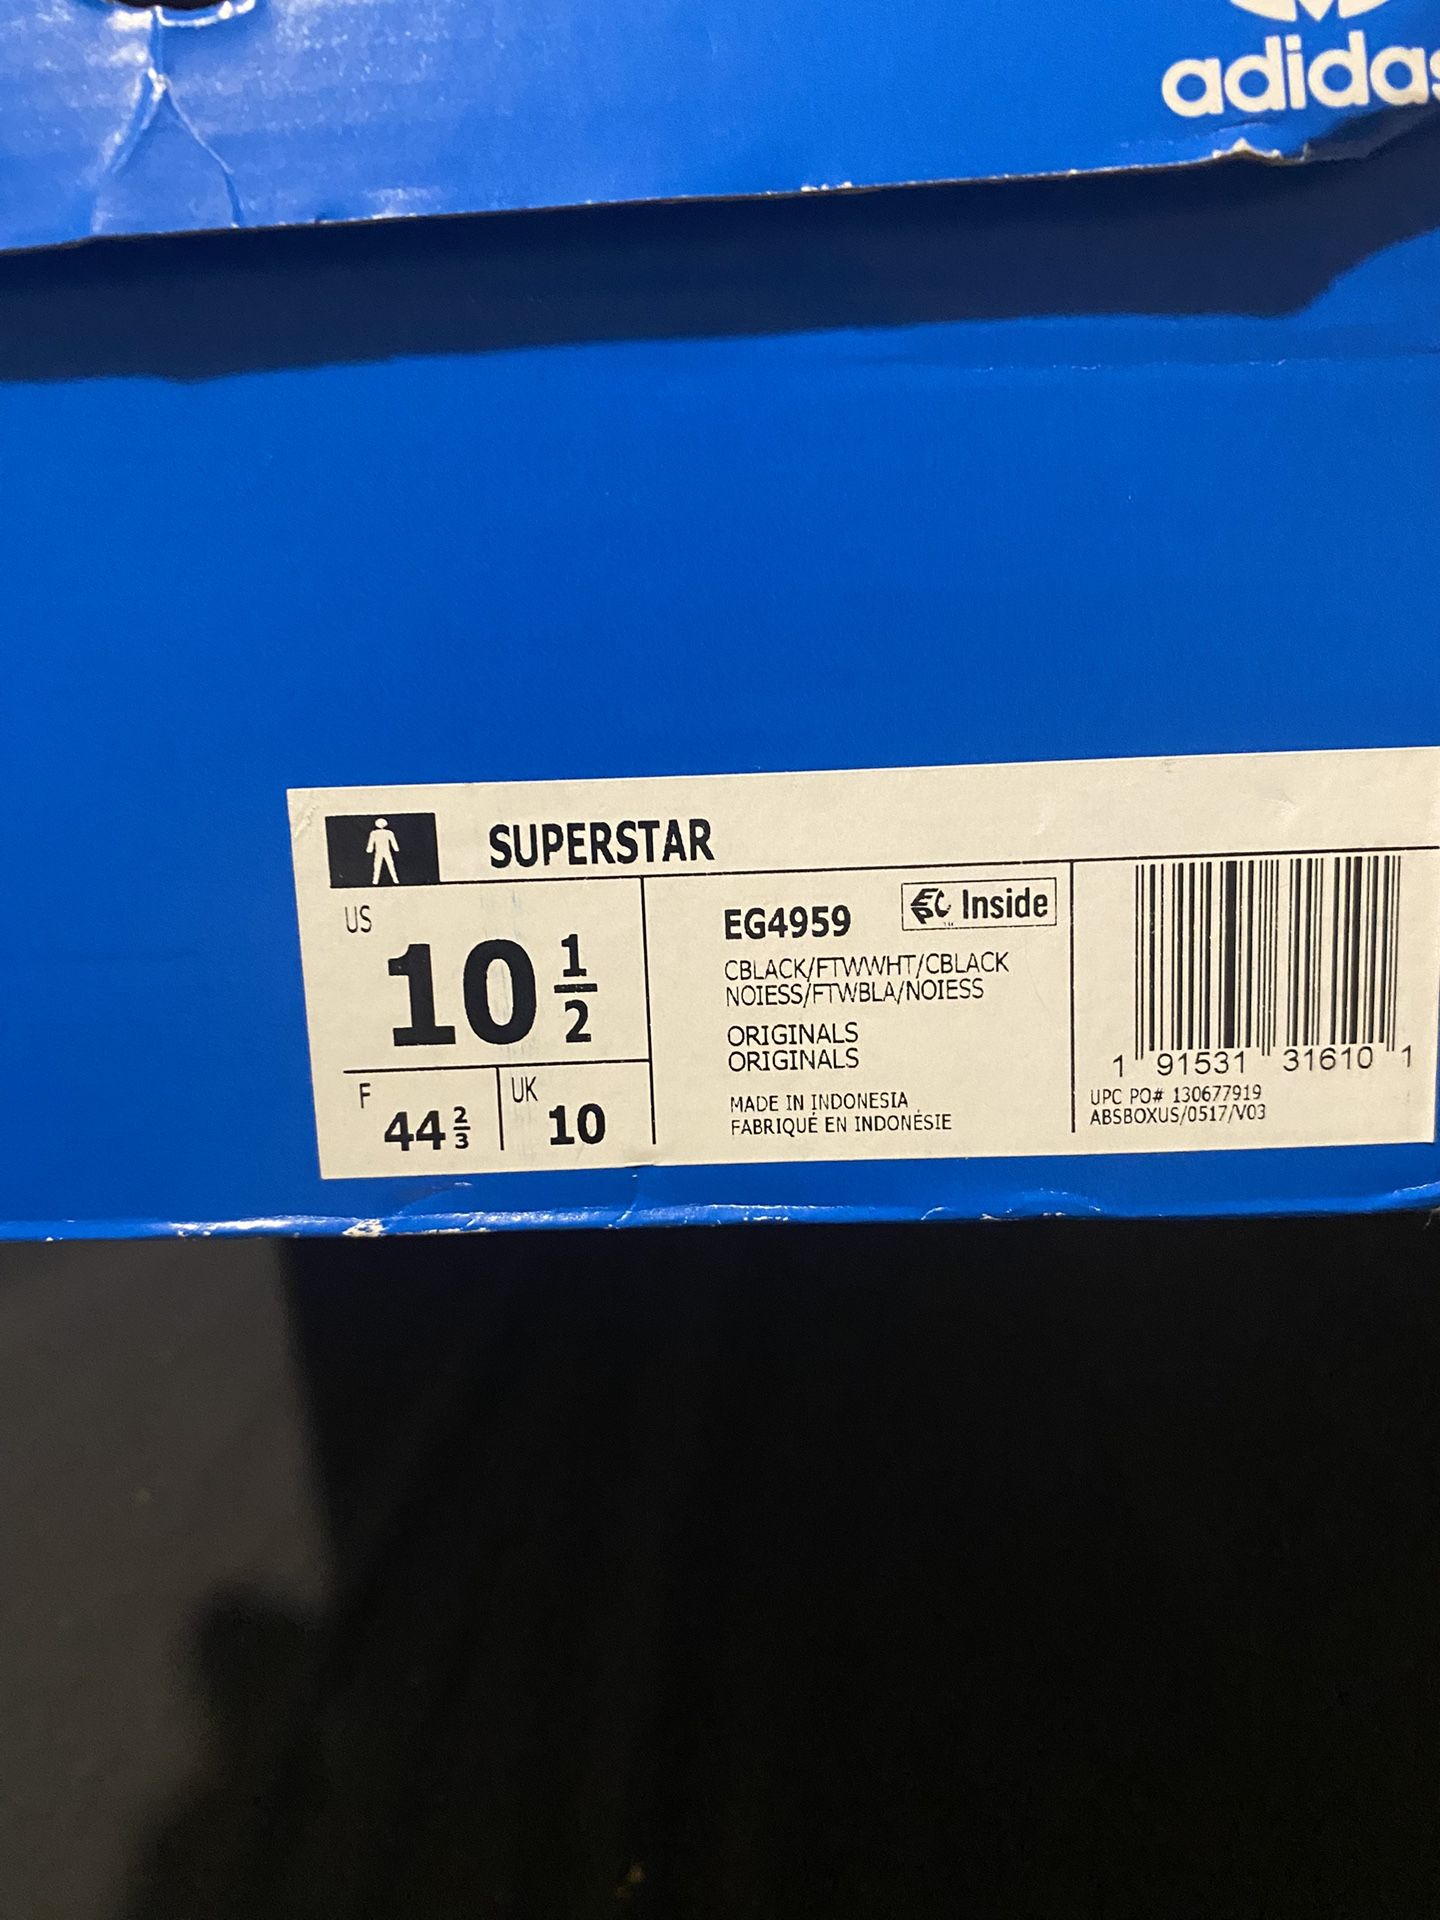 adidas
SUPERSTAR
US
10 1/2
F
44 2/3
UK
10
EG4959
Inside
CBLACK/FTWWHT/CBLACK
NOIESS/FTWBLA/NOIESS
ORIGINALS
ORIGINALS
MADE IN INDONESIA
FABRIQUÉ EN INDONÉSIE
1 91531 31610 1
UPC PO# 130677919
ABSBOXUS/0517/V03